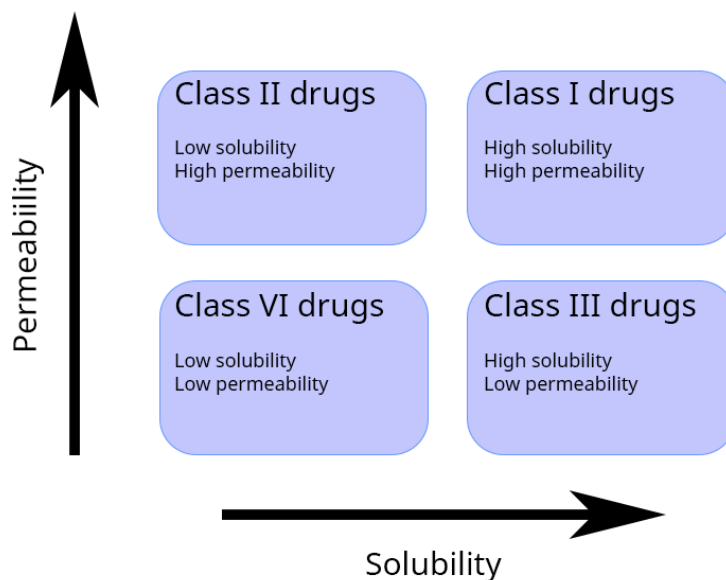 Class II drugs
Low solubility
High permeability
Class I drugs
High solubility
High permeability
Permeabiility
Class VI drugs
Low solubility
Low permeability
Class III drugs
High solubility
Low permeability
Solubility